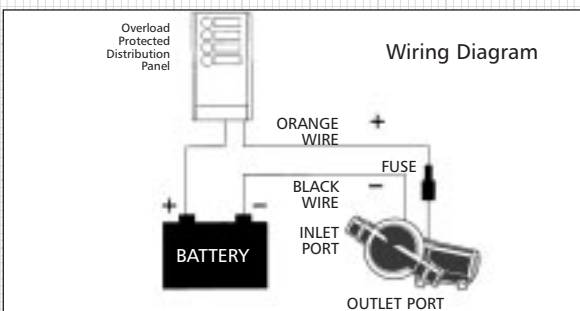 Overload
Protected
Distribution
Panel
Wiring Diagram
ORANGE
WIRE
+
FUSE
BLACK
WIRE
−
+
−
BATTERY
INLET
PORT
OUTLET PORT